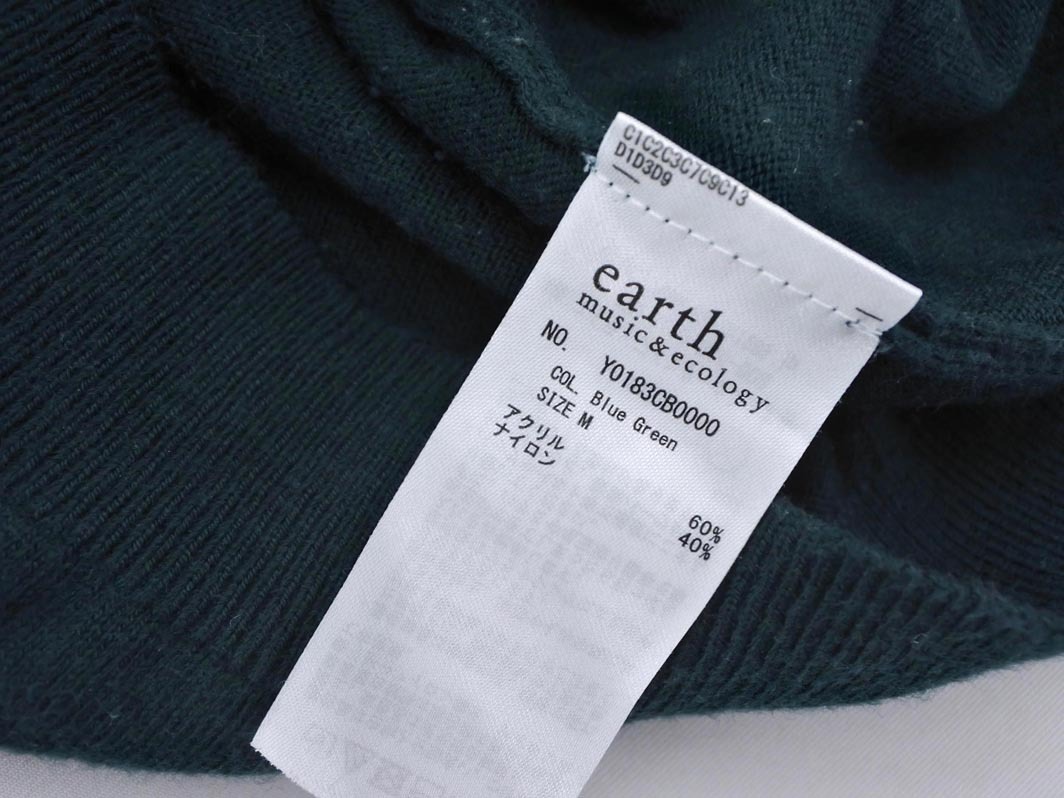 C1C2C3C7C9C13
D1D3D9
earth
music&ecology
NO. Y0183CB0000
COL. Blue Green
SIZE M
アクリル 60%
ナイロン 40%